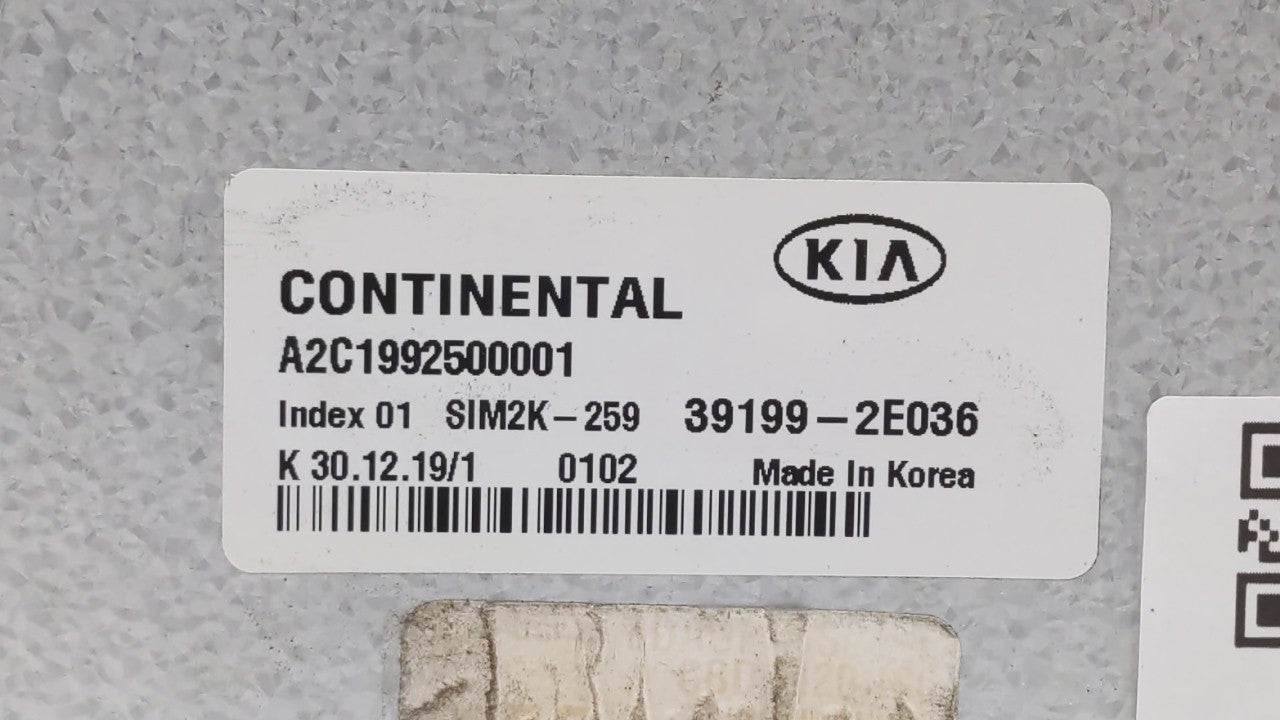 KIA
CONTINENTAL
A2C1992500001
Index 01 SIM2K-259 39199-2E036
K 30.12.19/1 0102 Made In Korea